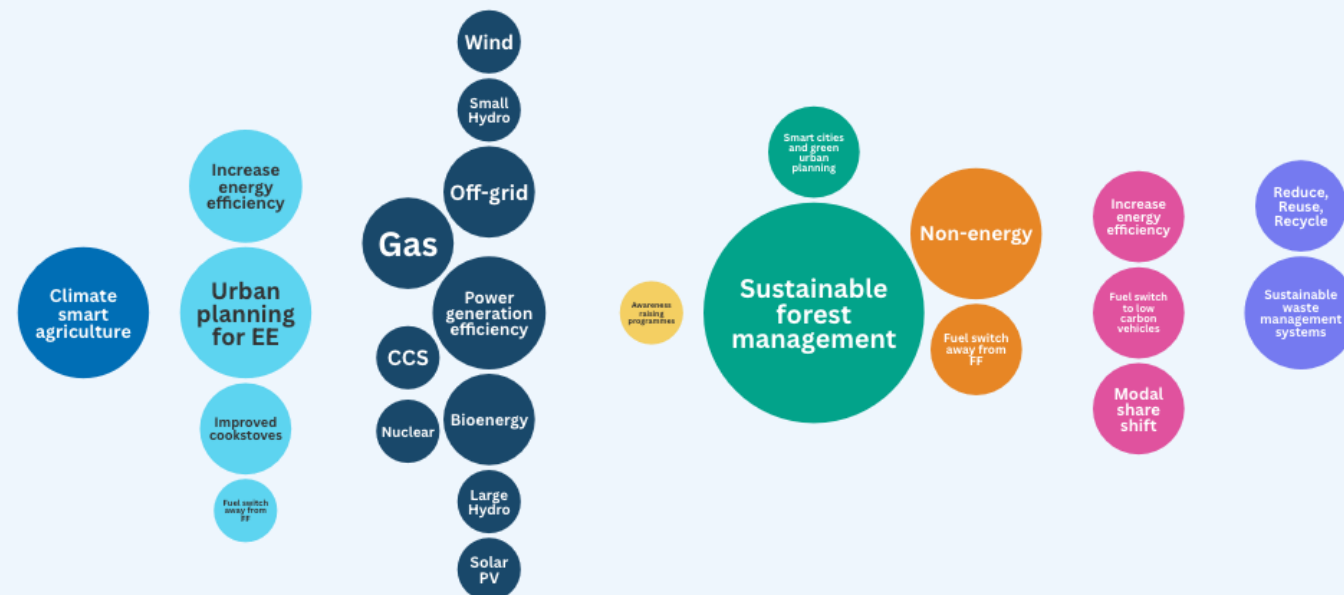 Climate
smart
agriculture
Increase
energy
efficiency
Urban
planning
for EE
Improved
cookstoves
Fuel switch
away from
FF
Wind
Small
Hydro
Off-grid
Gas
Power
generation
efficiency
CCS
Nuclear
Bioenergy
Large
Hydro
Solar
PV
Awareness
raising
programmes
Smart cities
and green
urban
planning
Sustainable
forest
management
Non-energy
Fuel switch
away from
FF
Increase
energy
efficiency
Fuel switch
to low
carbon
vehicles
Modal
share
shift
Reduce,
Reuse,
Recycle
Sustainable
waste
management
systems